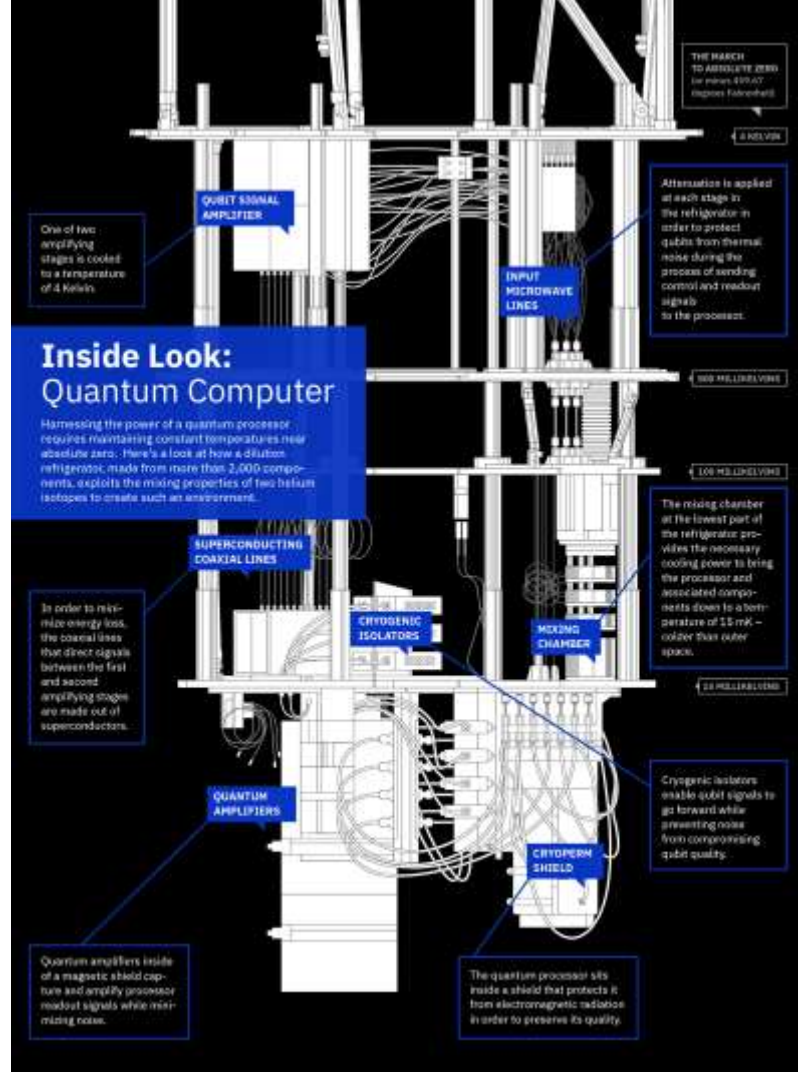 THE MARCH
TO ABSOLUTE ZERO
(or minus 459.67
degrees Fahrenheit)
4 KELVIN
QUBIT SIGNAL
AMPLIFIER
One of two
amplifying
stages is cooled
to a temperature
of 4 Kelvin.
INPUT
MICROWAVE
LINES
Attenuation is applied
at each stage in
the refrigerator in
order to protect
qubits from thermal
noise during the
process of sending
control and readout
signals
to the processor.
Inside Look:
Quantum Computer
Harnessing the power of a quantum processor
requires maintaining constant temperatures near
absolute zero. Here's a look at how a dilution
refrigerator, made from more than 2,000 compo-
nents, exploits the mixing properties of two helium
isotopes to create such an environment.
MILLIKELVINS
100 MILLIKELVINS
SUPERCONDUCTING
COAXIAL LINES
In order to mini-
mize energy loss,
the coaxial lines
that direct signals
between the first
and second
amplifying stages
are made out of
superconductors.
CRYOGENIC
ISOLATORS
MIXING
CHAMBER
The mixing chamber
at the lowest part of
the refrigerator pro-
vides the necessary
cooling power to bring
the processor and
associated compo-
nents down to a tem-
perature of 15 mK –
colder than outer
space.
MILLIKELVINS
QUANTUM
AMPLIFIERS
Cryogenic isolators
enable qubit signals to
go forward while
preventing noise
from compromising
qubit quality.
CRYOPERM
SHIELD
Quantum amplifiers inside
of a magnetic shield cap-
ture and amplify processor
readout signals while mini-
mizing noise.
The quantum processor sits
inside a shield that protects it
from electromagnetic radiation
in order to preserve its quality.